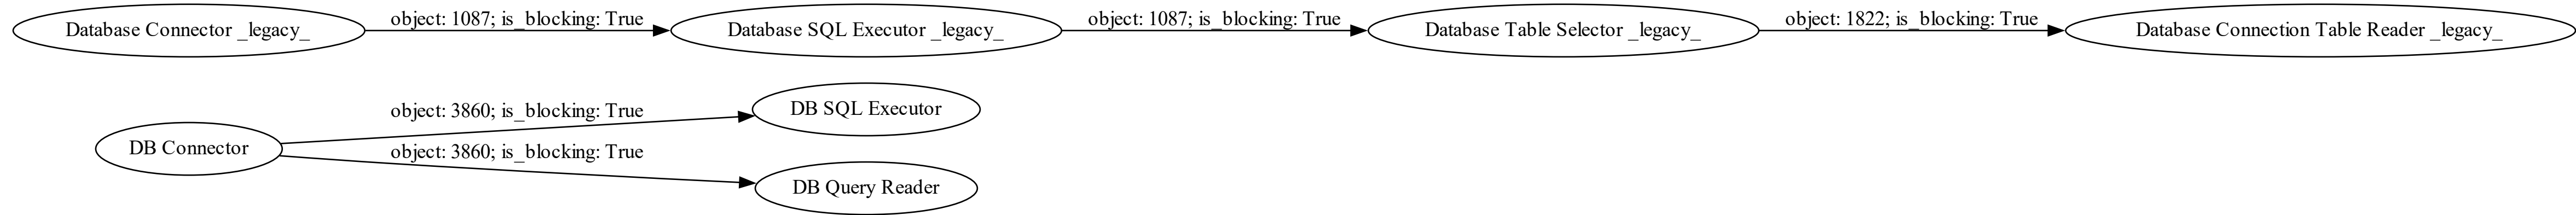 Database Connector _legacy_
object: 1087; is_blocking: True
Database SQL Executor _legacy_
object: 1087; is_blocking: True
Database Table Selector _legacy_
object: 1822; is_blocking: True
Database Connection Table Reader _legacy_
DB Connector
object: 3860; is_blocking: True
DB SQL Executor
object: 3860; is_blocking: True
DB Query Reader